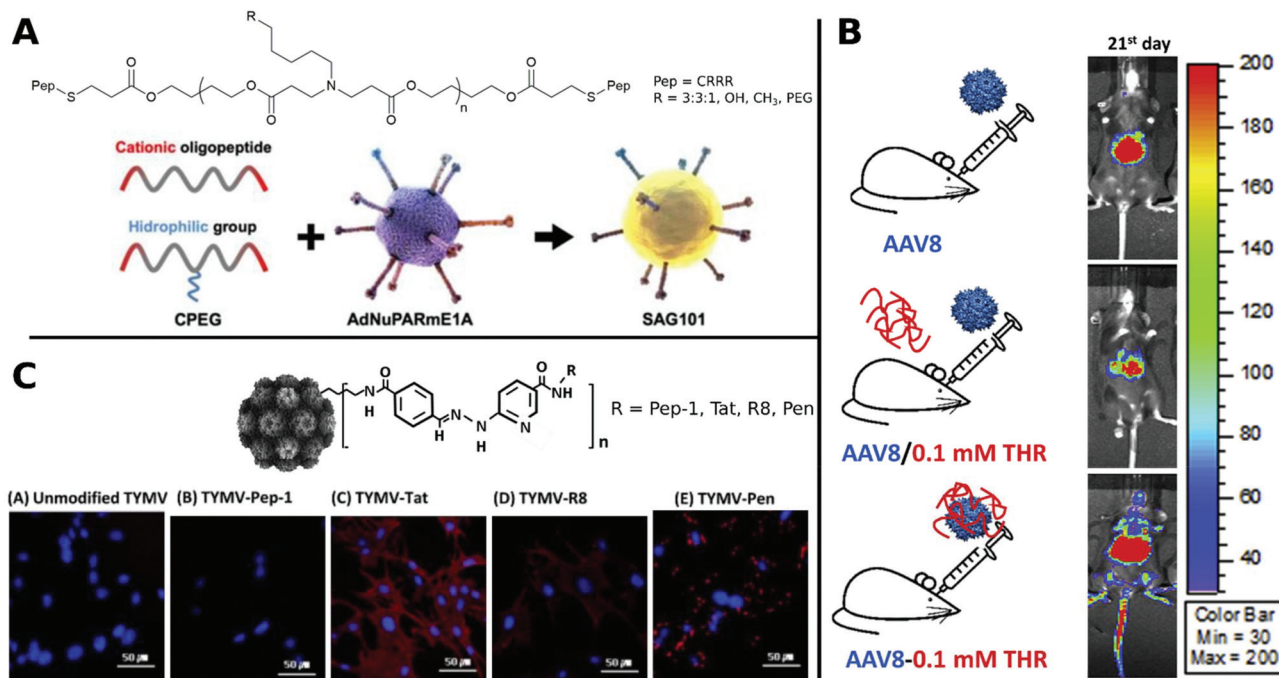 A
R
Pep
S
O
O
O
O
N
O
O
n
O
O
S
Pep
Pep = CRRR
R = 3:3:1, OH, CH3, PEG
Cationic oligopeptide
Hidrophilic group
+
CPEG
AdNuPARmE1A
SAG101
B
21st day
AAV8
AAV8/0.1 mM THR
AAV8-0.1 mM THR
200
180
160
140
120
100
80
60
40
Color Bar
Min = 30
Max = 200
C
N
H
O
H
N
N
H
N
O
N
H
R
n
R = Pep-1, Tat, R8, Pen
(A) Unmodified TYMV
(B) TYMV-Pep-1
(C) TYMV-Tat
(D) TYMV-R8
(E) TYMV-Pen
50 μm
50 μm
50 μm
50 μm
50 μm